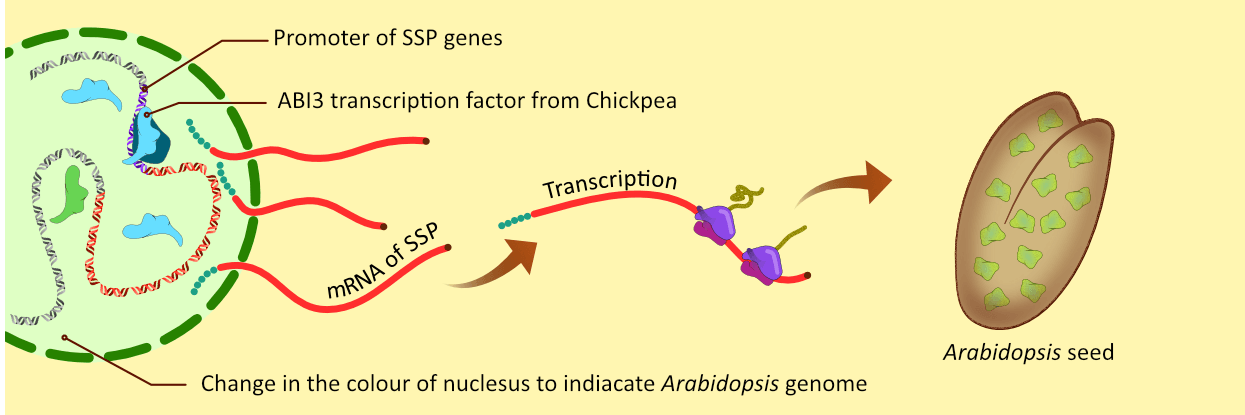 Promoter of SSP genes
ABI3 transcription factor from Chickpea
Transcription
mRNA of SSP
Arabidopsis seed
Change in the colour of nuclesus to indiacate Arabidopsis genome